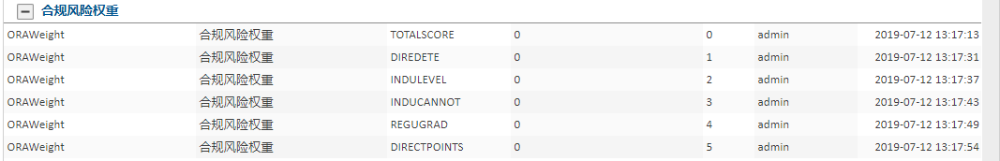 合规风险权重
ORAWeight 合规风险权重 TOTALSCORE 0 0 admin 2019-07-12 13:17:13
ORAWeight 合规风险权重 DIREDETE 0 1 admin 2019-07-12 13:17:31
ORAWeight 合规风险权重 INDULEVEL 0 2 admin 2019-07-12 13:17:37
ORAWeight 合规风险权重 INDUCANNOT 0 3 admin 2019-07-12 13:17:43
ORAWeight 合规风险权重 REGUGRAD 0 4 admin 2019-07-12 13:17:49
ORAWeight 合规风险权重 DIRECTPOINTS 0 5 admin 2019-07-12 13:17:54